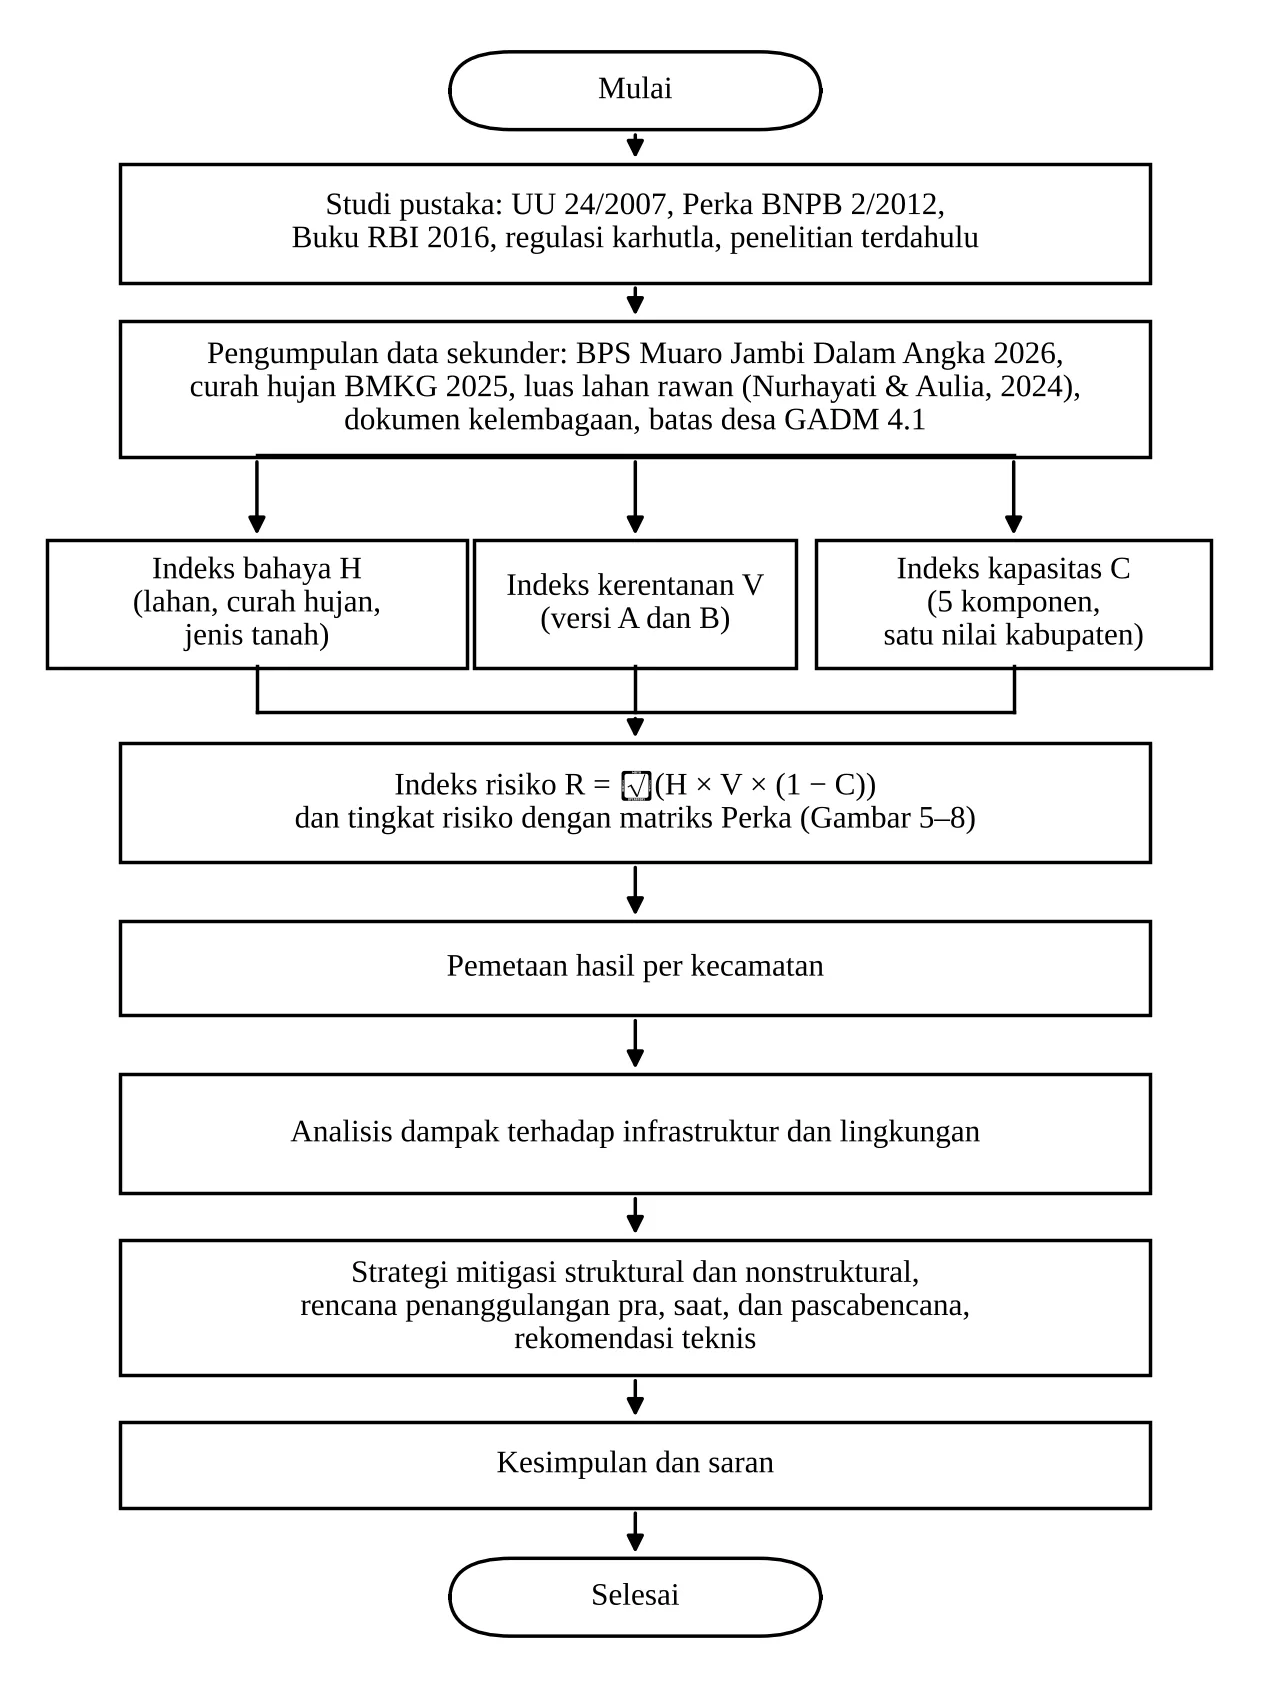 Mulai
Studi pustaka: UU 24/2007, Perka BNPB 2/2012,
Buku RBI 2016, regulasi karhutla, penelitian terdahulu
Pengumpulan data sekunder: BPS Muaro Jambi Dalam Angka 2026,
curah hujan BMKG 2025, luas lahan rawan (Nurhayati & Aulia, 2024),
dokumen kelembagaan, batas desa GADM 4.1
Indeks bahaya H
(lahan, curah hujan,
jenis tanah)
Indeks kerentanan V
(versi A dan B)
Indeks kapasitas C
(5 komponen,
satu nilai kabupaten)
Indeks risiko R = √(H × V × (1 − C))
dan tingkat risiko dengan matriks Perka (Gambar 5–8)
Pemetaan hasil per kecamatan
Analisis dampak terhadap infrastruktur dan lingkungan
Strategi mitigasi struktural dan nonstruktural,
rencana penanggulangan pra, saat, dan pascabencana,
rekomendasi teknis
Kesimpulan dan saran
Selesai